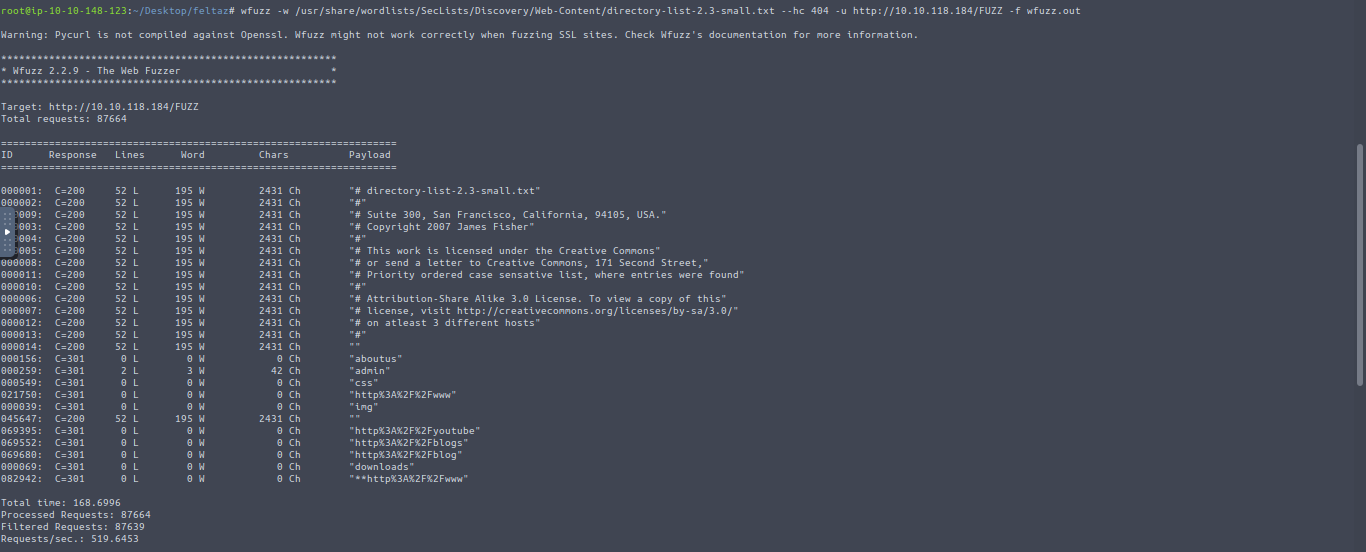 root@ip-10-10-148-123:~/Desktop/feltaz# wfuzz -w /usr/share/wordlists/SecLists/Discovery/Web-Content/directory-list-2.3-small.txt --hc 404 -u http://10.10.118.184/FUZZ -f wfuzz.out
Warning: Pycurl is not compiled against Openssl. Wfuzz might not work correctly when fuzzing SSL sites. Check Wfuzz's documentation for more information.
********************************************************
* Wfuzz 2.2.9 - The Web Fuzzer                         *
********************************************************
Target: http://10.10.118.184/FUZZ
Total requests: 87664
==================================================================
ID      Response   Lines      Word         Chars          Payload
==================================================================
000001:  C=200     52 L      195 W         2431 Ch        "# directory-list-2.3-small.txt"
000002:  C=200     52 L      195 W         2431 Ch        "#"
009:  C=200     52 L      195 W         2431 Ch        "# Suite 300, San Francisco, California, 94105, USA."
003:  C=200     52 L      195 W         2431 Ch        "# Copyright 2007 James Fisher"
004:  C=200     52 L      195 W         2431 Ch        "#"
005:  C=200     52 L      195 W         2431 Ch        "# This work is licensed under the Creative Commons"
000008:  C=200     52 L      195 W         2431 Ch        "# or send a letter to Creative Commons, 171 Second Street,"
000011:  C=200     52 L      195 W         2431 Ch        "# Priority ordered case sensative list, where entries were found"
000010:  C=200     52 L      195 W         2431 Ch        "#"
000006:  C=200     52 L      195 W         2431 Ch        "# Attribution-Share Alike 3.0 License. To view a copy of this"
000007:  C=200     52 L      195 W         2431 Ch        "# license, visit http://creativecommons.org/licenses/by-sa/3.0/"
000012:  C=200     52 L      195 W         2431 Ch        "# on atleast 3 different hosts"
000013:  C=200     52 L      195 W         2431 Ch        "#"
000014:  C=200     52 L      195 W         2431 Ch        ""
000156:  C=301      0 L        0 W            0 Ch        "aboutus"
000259:  C=301      2 L        3 W           42 Ch        "admin"
000549:  C=301      0 L        0 W            0 Ch        "css"
021750:  C=301      0 L        0 W            0 Ch        "http%3A%2F%2Fwww"
000039:  C=301      0 L        0 W            0 Ch        "img"
045647:  C=200     52 L      195 W         2431 Ch        ""
069395:  C=301      0 L        0 W            0 Ch        "http%3A%2F%2Fyoutube"
069552:  C=301      0 L        0 W            0 Ch        "http%3A%2F%2Fblogs"
069680:  C=301      0 L        0 W            0 Ch        "http%3A%2F%2Fblog"
000069:  C=301      0 L        0 W            0 Ch        "downloads"
082942:  C=301      0 L        0 W            0 Ch        "**http%3A%2F%2Fwww"
Total time: 168.6996
Processed Requests: 87664
Filtered Requests: 87639
Requests/sec.: 519.6453